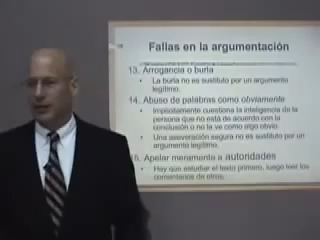 Fallas en la argumentación
13. Arrogancia o burla
La burla no es sustituto por un argumento
legítimo.
14. Abuso de palabras como obviamente
Implícitamente cuestiona la inteligencia de la
persona que no está de acuerdo con la
conclusión o no la ve como algo obvio.
Una aseveración segura no es sustituto por un
argumento legítimo.
15. Apelar meramente a autoridades
Hay que estudiar el texto primero, luego leer los
comentarios de otros.